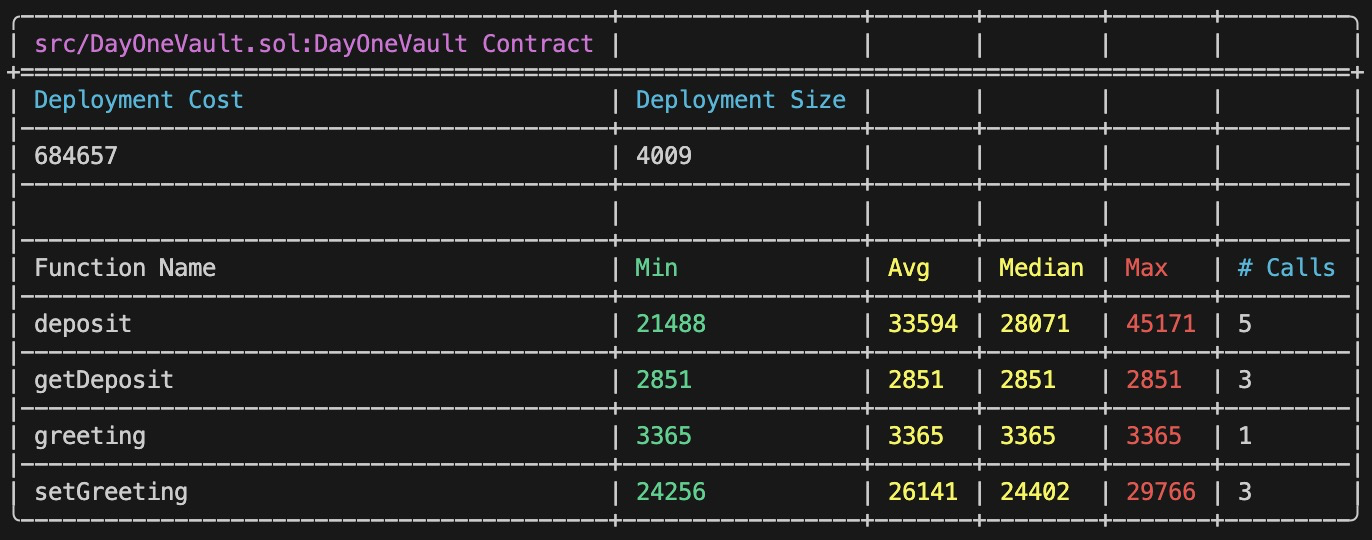 src/DayOneVault.sol:DayOneVault Contract
Deployment Cost Deployment Size
684657 4009
Function Name Min Avg Median Max # Calls
deposit 21488 33594 28071 45171 5
getDeposit 2851 2851 2851 2851 3
greeting 3365 3365 3365 3365 1
setGreeting 24256 26141 24402 29766 3